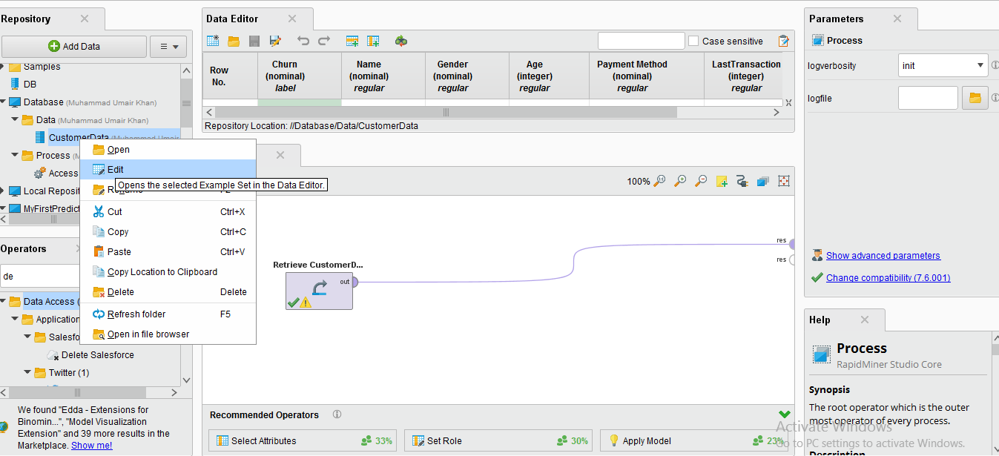 Repository
Add Data
Samples
DB
Database (Muhammad Umair Khan)
Data (Muhammad Umair Khan)
CustomerData (Muhammad Umair
Process (M
Access
Local Reposit
MyFirstPredict
Open
Edit
Opens the selected Example Set in the Data Editor.
Cut Ctrl+X
Copy Ctrl+C
Paste Ctrl+V
Copy Location to Clipboard
Delete Delete
Refresh folder F5
Open in file browser
Operators
de
Data Access (
Application
Salesfo
Delete Salesforce
Twitter (1)
We found "Edda - Extensions for
Binomin...", "Model Visualization
Extension" and 39 more results in the
Marketplace. Show me!
Data Editor
Case sensitive
Row
No.
Churn
(nominal)
label
Name
(nominal)
regular
Gender
(nominal)
regular
Age
(integer)
regular
Payment Method
(nominal)
regular
LastTransaction
(integer)
regular
Repository Location: //Database/Data/CustomerData
100%
Retrieve CustomerD...
out
res
res
Recommended Operators
Select Attributes 33%
Set Role 30%
Apply Model 23%
Parameters
Process
logverbosity init
logfile
Show advanced parameters
Change compatibility (7.6.001)
Help
Process
RapidMiner Studio Core
Synopsis
The root operator which is the outer
most operator of every process.
Description
Activate Windows
Go to PC settings to activate Windows.